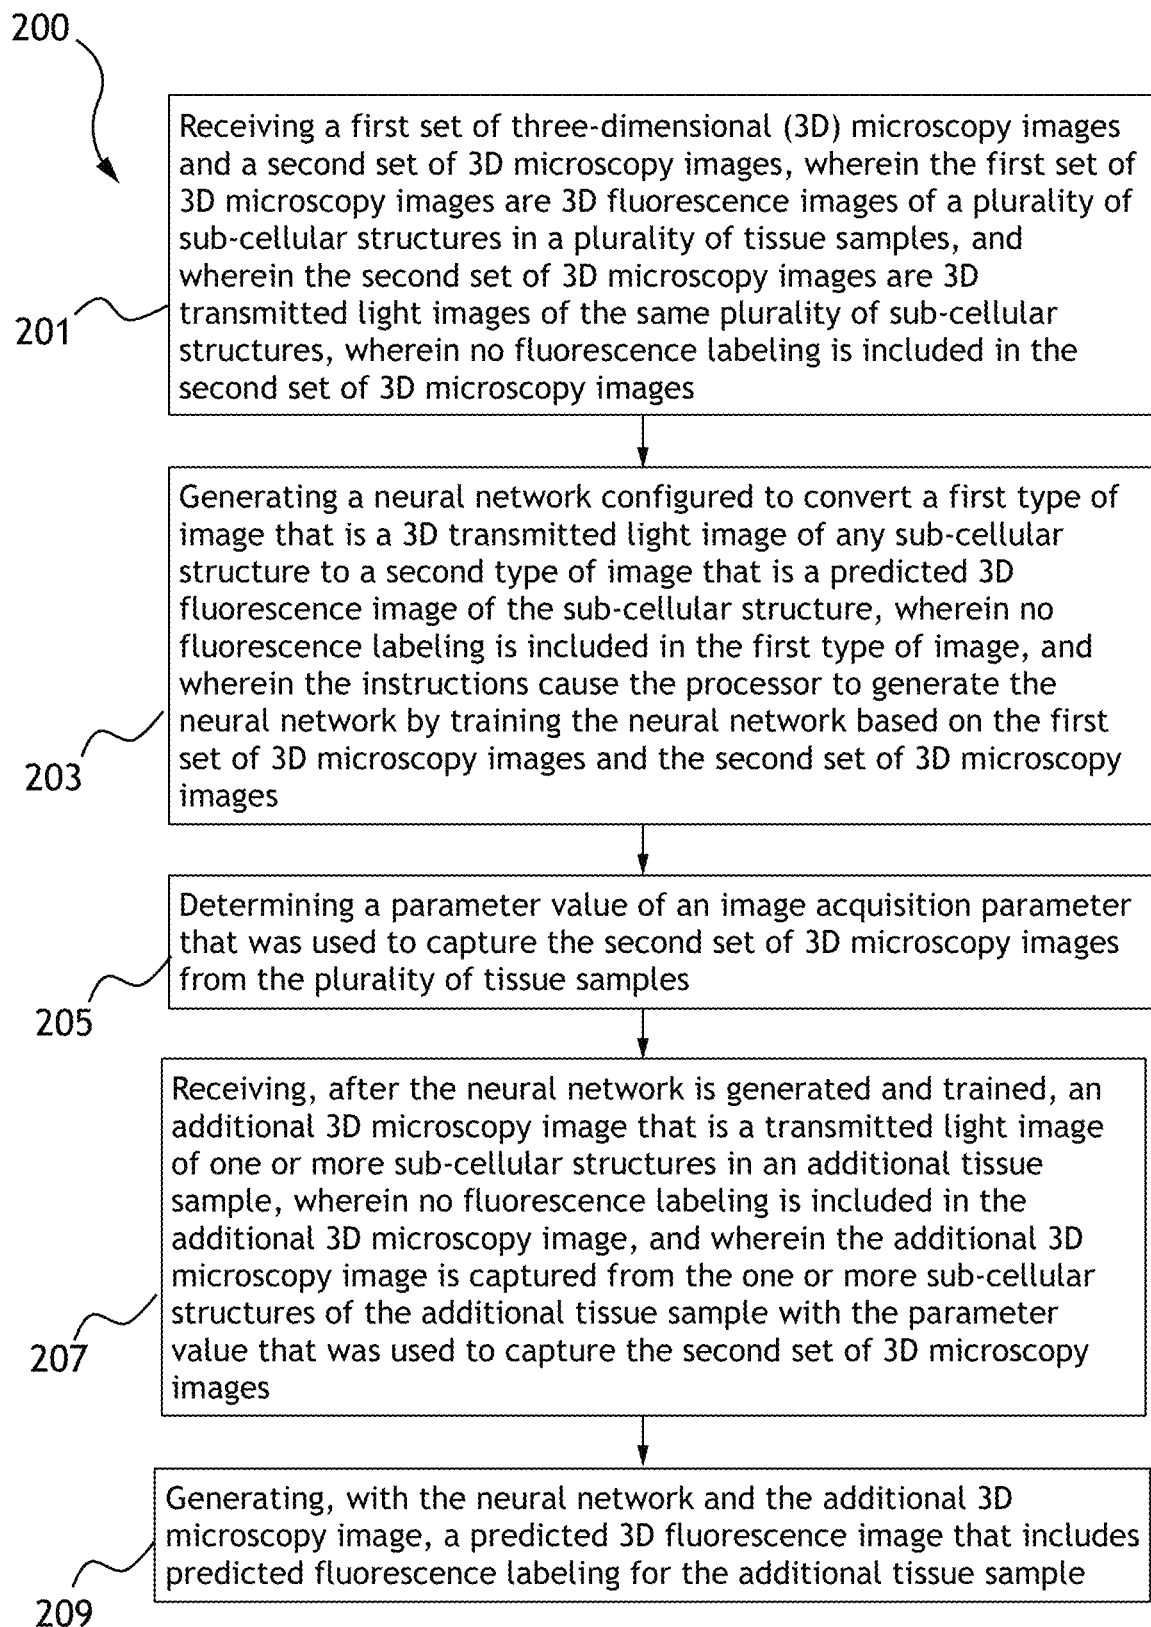 200
Receiving a first set of three-dimensional (3D) microscopy images
and a second set of 3D microscopy images, wherein the first set of
3D microscopy images are 3D fluorescence images of a plurality of
sub-cellular structures in a plurality of tissue samples, and
wherein the second set of 3D microscopy images are 3D
transmitted light images of the same plurality of sub-cellular
structures, wherein no fluorescence labeling is included in the
second set of 3D microscopy images
201
Generating a neural network configured to convert a first type of
image that is a 3D transmitted light image of any sub-cellular
structure to a second type of image that is a predicted 3D
fluorescence image of the sub-cellular structure, wherein no
fluorescence labeling is included in the first type of image, and
wherein the instructions cause the processor to generate the
neural network by training the neural network based on the first
set of 3D microscopy images and the second set of 3D microscopy
images
203
Determining a parameter value of an image acquisition parameter
that was used to capture the second set of 3D microscopy images
from the plurality of tissue samples
205
Receiving, after the neural network is generated and trained, an
additional 3D microscopy image that is a transmitted light image
of one or more sub-cellular structures in an additional tissue
sample, wherein no fluorescence labeling is included in the
additional 3D microscopy image, and wherein the additional 3D
microscopy image is captured from the one or more sub-cellular
structures of the additional tissue sample with the parameter
value that was used to capture the second set of 3D microscopy
images
207
Generating, with the neural network and the additional 3D
microscopy image, a predicted 3D fluorescence image that includes
predicted fluorescence labeling for the additional tissue sample
209